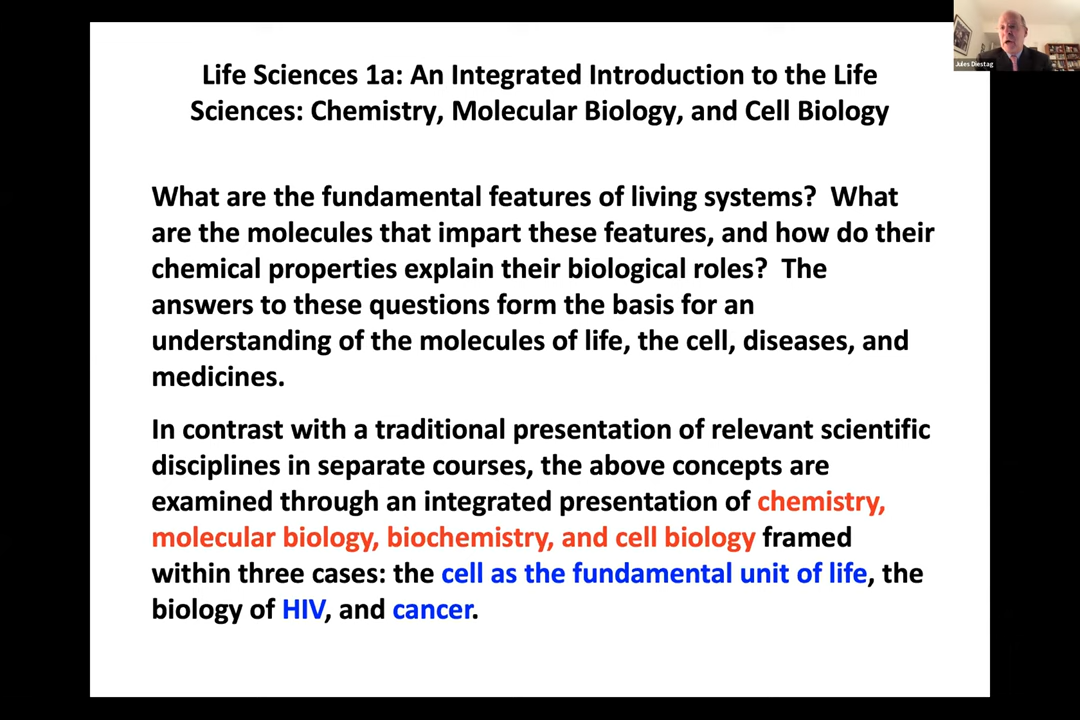 Life Sciences 1a: An Integrated Introduction to the Life
Sciences: Chemistry, Molecular Biology, and Cell Biology
What are the fundamental features of living systems?  What
are the molecules that impart these features, and how do their
chemical properties explain their biological roles?  The
answers to these questions form the basis for an
understanding of the molecules of life, the cell, diseases, and
medicines.
In contrast with a traditional presentation of relevant scientific
disciplines in separate courses, the above concepts are
examined through an integrated presentation of chemistry,
molecular biology, biochemistry, and cell biology framed
within three cases: the cell as the fundamental unit of life, the
biology of HIV, and cancer.
Jules Dienstag